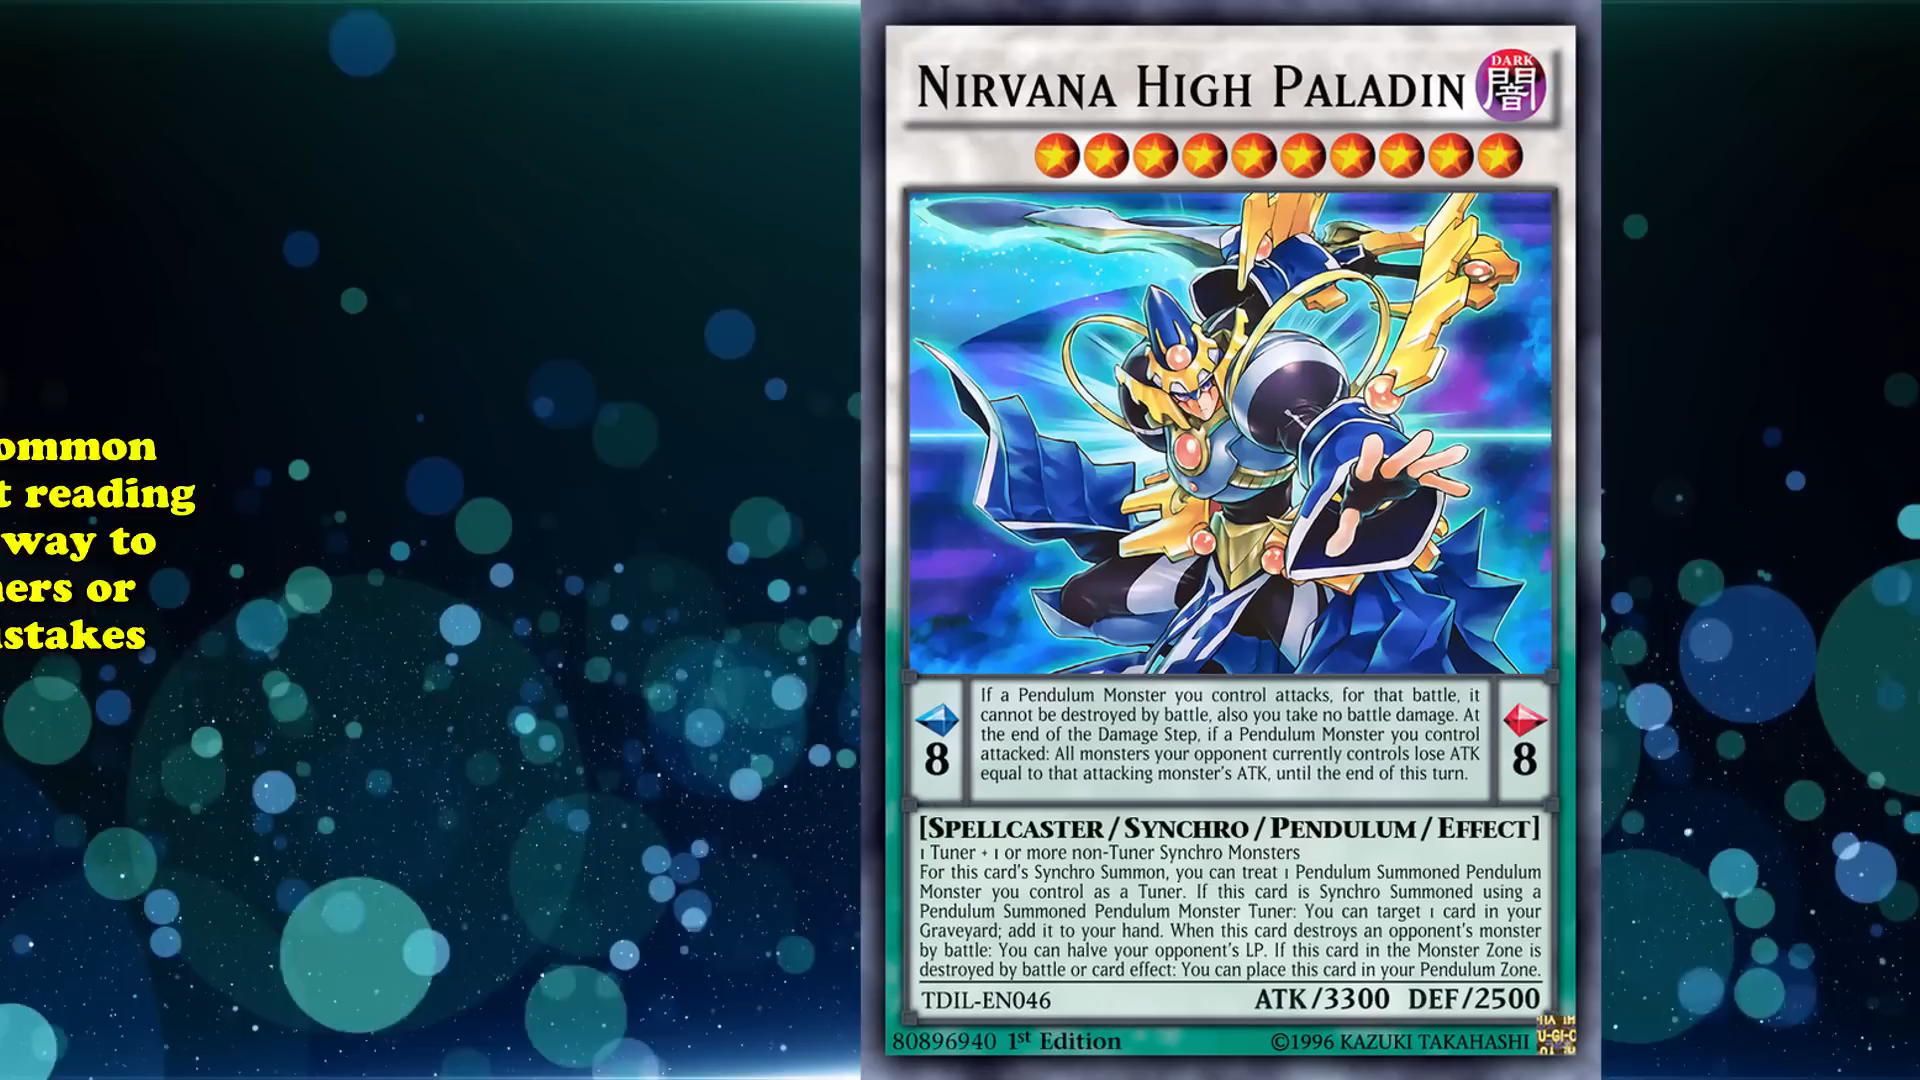 ommon
t reading
way to
ers or
stakes
NIRVANA HIGH PALADIN
DARK
闇
If a Pendulum Monster you control attacks, for that battle, it
cannot be destroyed by battle, also you take no battle damage. At
the end of the Damage Step, if a Pendulum Monster you control
attacked: All monsters your opponent currently controls lose ATK
equal to that attacking monster's ATK, until the end of this turn.
8
8
[SPELLCASTER/SYNCHRO/PENDULUM/EFFECT]
1 Tuner + 1 or more non-Tuner Synchro Monsters
For this card's Synchro Summon, you can treat 1 Pendulum Summoned Pendulum
Monster you control as a Tuner. If this card is Synchro Summoned using a
Pendulum Summoned Pendulum Monster Tuner: You can target 1 card in your
Graveyard; add it to your hand. When this card destroys an opponent's monster
by battle: You can halve your opponent's LP. If this card in the Monster Zone is
destroyed by battle or card effect: You can place this card in your Pendulum Zone.
TDIL-EN046
ATK/3300 DEF/2500
80896940 1st Edition
©1996 KAZUKI TAKAHASHI